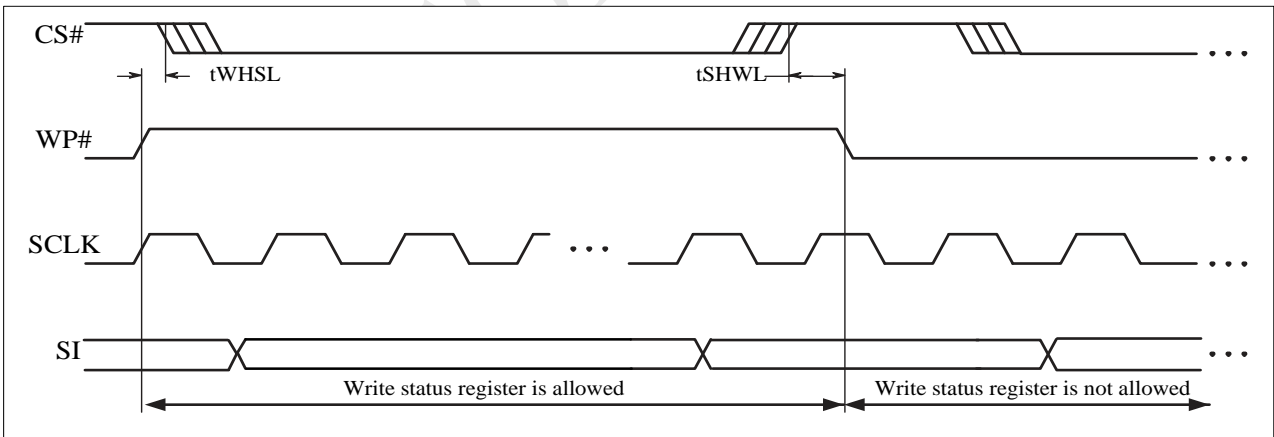 CS#
tWHSL
tSHWL
WP#
SCLK
SI
Write status register is allowed
Write status register is not allowed